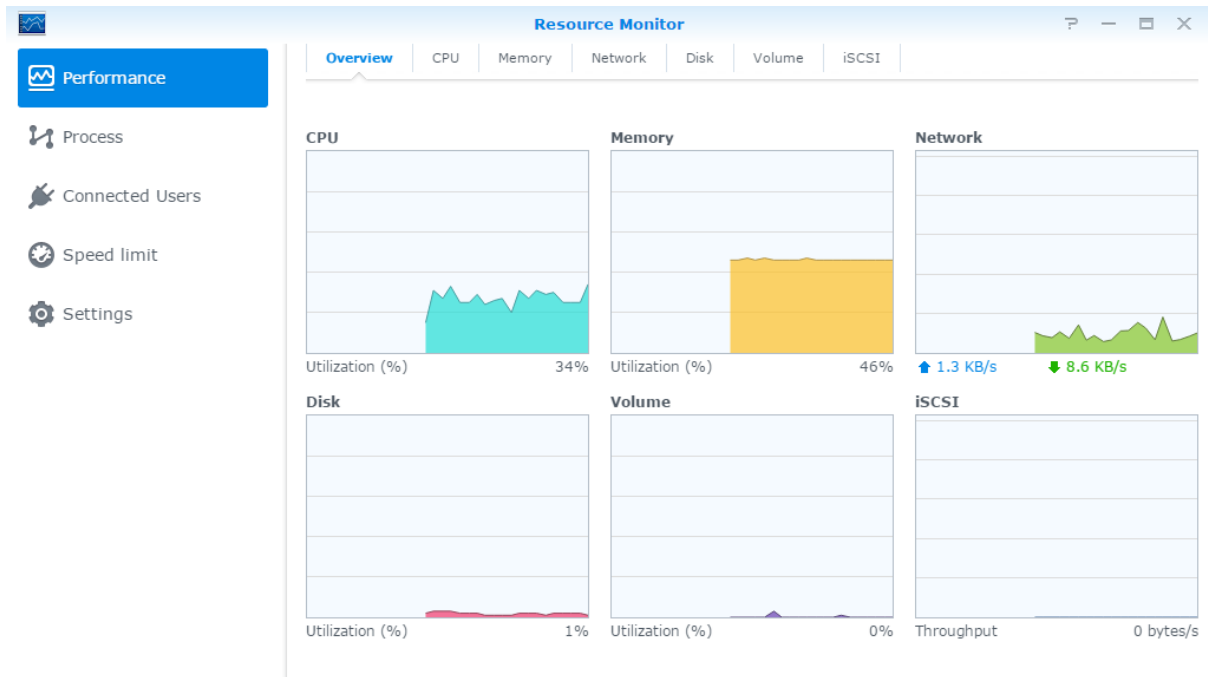 Resource Monitor
Performance
Process
Connected Users
Speed limit
Settings
Overview CPU Memory Network Disk Volume iSCSI
CPU
Utilization (%) 34%
Memory
Utilization (%) 46%
Network
1.3 KB/s 8.6 KB/s
Disk
Utilization (%) 1%
Volume
Utilization (%) 0%
iSCSI
Throughput 0 bytes/s